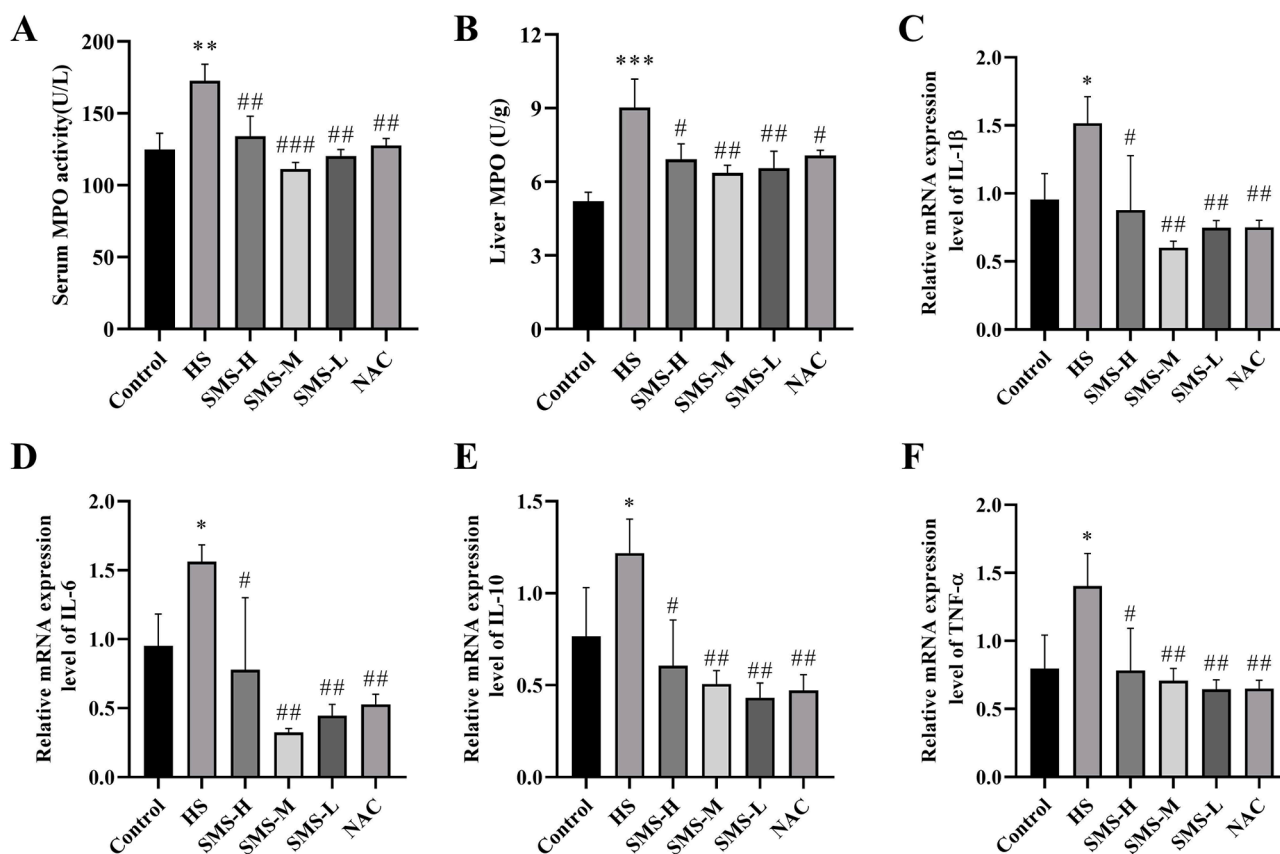 A
Serum MPO activity(U/L)
200
150
100
50
0
**
##
###
##
##
Control
HS
SMS-H
SMS-M
SMS-L
NAC
B
Liver MPO (U/g)
12
9
6
3
0
***
#
##
##
#
Control
HS
SMS-H
SMS-M
SMS-L
NAC
C
Relative mRNA expression
level of IL-1β
2.0
1.5
1.0
0.5
0.0
*
#
##
##
##
Control
HS
SMS-H
SMS-M
SMS-L
NAC
D
Relative mRNA expression
level of IL-6
2.0
1.5
1.0
0.5
0.0
*
#
##
##
##
Control
HS
SMS-H
SMS-M
SMS-L
NAC
E
Relative mRNA expression
level of IL-10
1.5
1.0
0.5
0.0
*
#
##
##
##
Control
HS
SMS-H
SMS-M
SMS-L
NAC
F
Relative mRNA expression
level of TNF-α
2.0
1.5
1.0
0.5
0.0
*
#
##
##
##
Control
HS
SMS-H
SMS-M
SMS-L
NAC